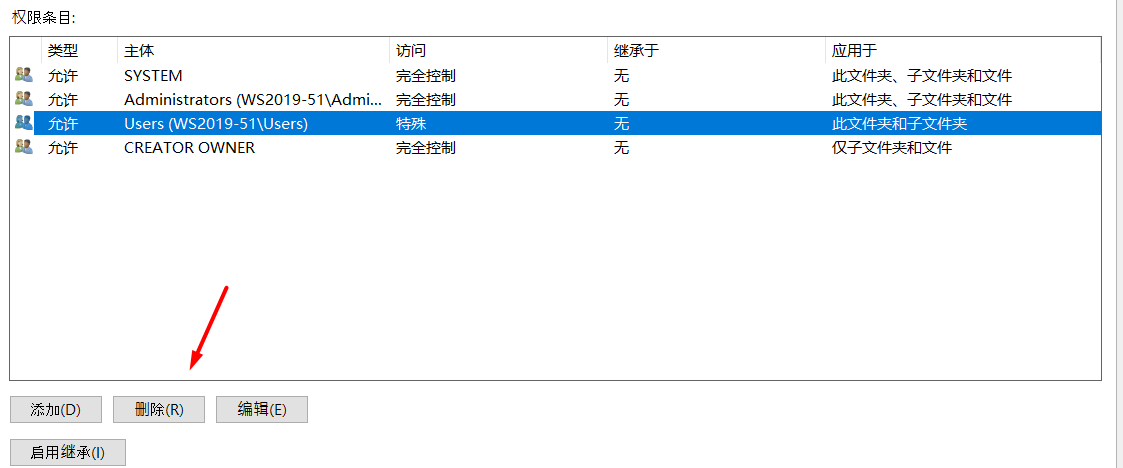 权限条目:
类型 主体 访问 继承于 应用于
允许 SYSTEM 完全控制 无 此文件夹、子文件夹和文件
允许 Administrators (WS2019-51\Admi... 完全控制 无 此文件夹、子文件夹和文件
允许 Users (WS2019-51\Users) 特殊 无 此文件夹和子文件夹
允许 CREATOR OWNER 完全控制 无 仅子文件夹和文件
添加(D) 删除(R) 编辑(E)
启用继承(I)